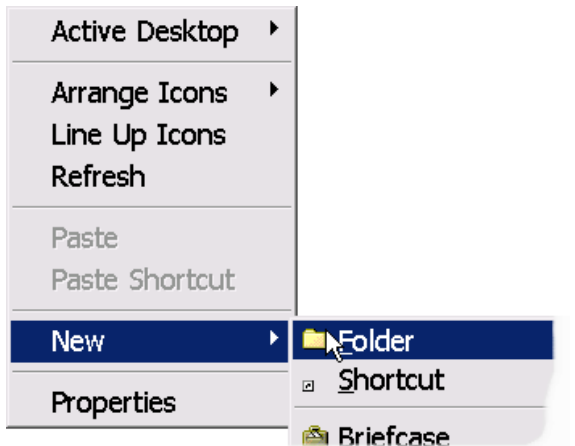 Active Desktop
Arrange Icons
Line Up Icons
Refresh
Paste
Paste Shortcut
New
Folder
Shortcut
Properties
Briefcase